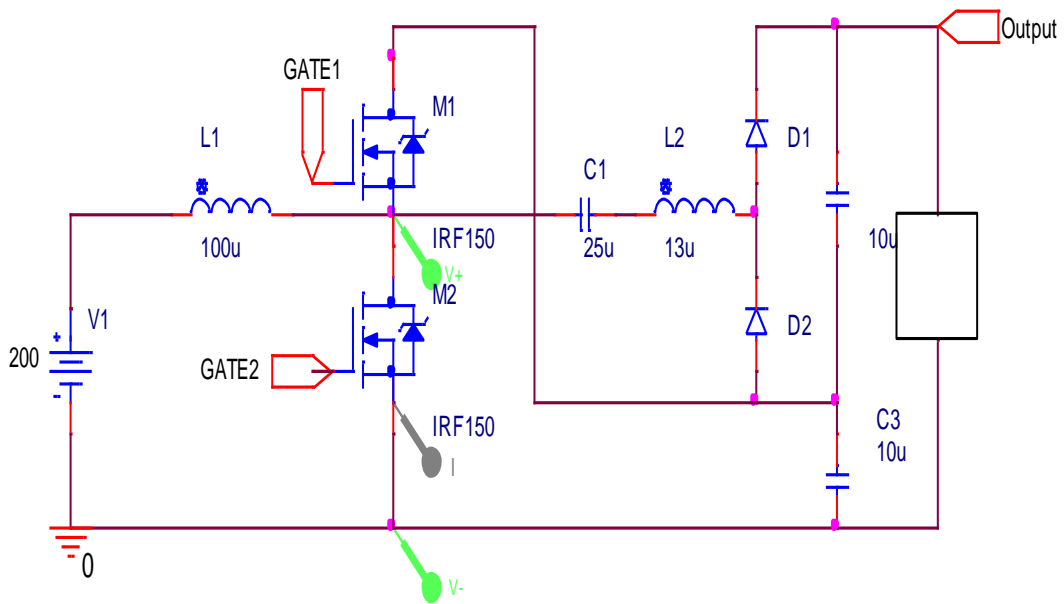 Output
GATE1
M1
L1
C1
L2
D1
100u
IRF150
25u
13u
10u
V+
M2
V1
D2
200
GATE2
C3
IRF150
10u
I
0
V-